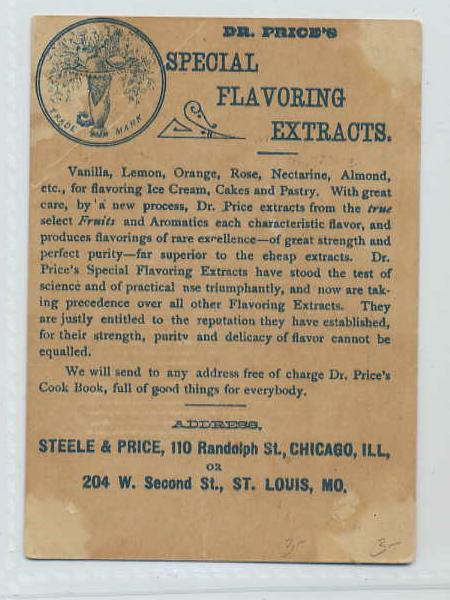 DR. PRICE'S
SPECIAL
FLAVORING
EXTRACTS.
TRADE OUR MARK
Vanilla, Lemon, Orange, Rose, Nectarine, Almond,
etc., for flavoring Ice Cream, Cakes and Pastry. With great
care, by a new process, Dr. Price extracts from the true
select Fruits and Aromatics each characteristic flavor, and
produces flavorings of rare excellence—of great strength and
perfect purity—far superior to the cheap extracts. Dr.
Price's Special Flavoring Extracts have stood the test of
science and of practical use triumphantly, and now are tak-
ing precedence over all other Flavoring Extracts. They
are justly entitled to the reputation they have established,
for their strength, purity and delicacy of flavor cannot be
equalled.
We will send to any address free of charge Dr. Price's
Cook Book, full of good things for everybody.
ADDRESS,
STEELE & PRICE, 110 Randolph St., CHICAGO, ILL,
OR
204 W. Second St., ST. LOUIS, MO.
3- 3-